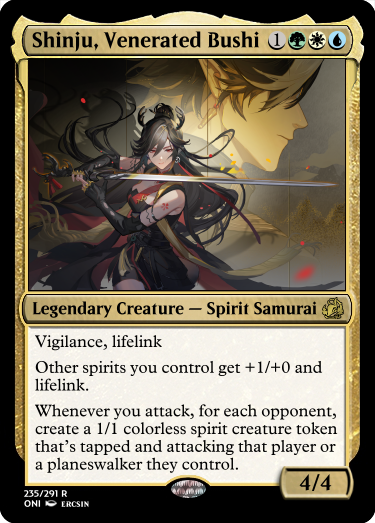 Shinju, Venerated Bushi 1
Legendary Creature — Spirit Samurai
Vigilance, lifelink
Other spirits you control get +1/+0 and
lifelink.
Whenever you attack, for each opponent,
create a 1/1 colorless spirit creature token
that's tapped and attacking that player or
a planeswalker they control.
4/4
235/291 R
ONI ERCSIN